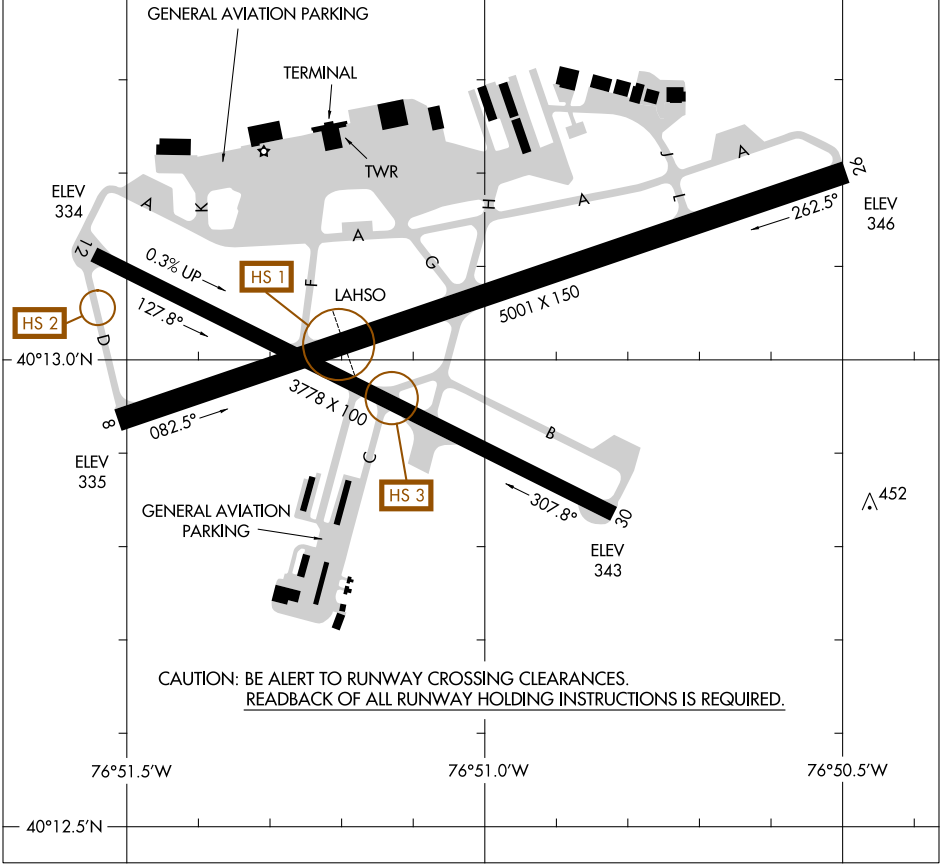 GENERAL AVIATION PARKING
TERMINAL
TWR
J
A
26
ELEV
334
A
K
H
A
L
ELEV
346
262.5°
12
0.3% UP
A
G
HS 1
F
LAHSO
5001 X 150
HS 2
127.8°
D
40°13.0'N
3778 X 100
8
082.5°
B
ELEV
335
C
HS 3
307.8°
30
452
GENERAL AVIATION
PARKING
ELEV
343
CAUTION: BE ALERT TO RUNWAY CROSSING CLEARANCES.
READBACK OF ALL RUNWAY HOLDING INSTRUCTIONS IS REQUIRED.
76°51.5'W
76°51.0'W
76°50.5'W
40°12.5'N